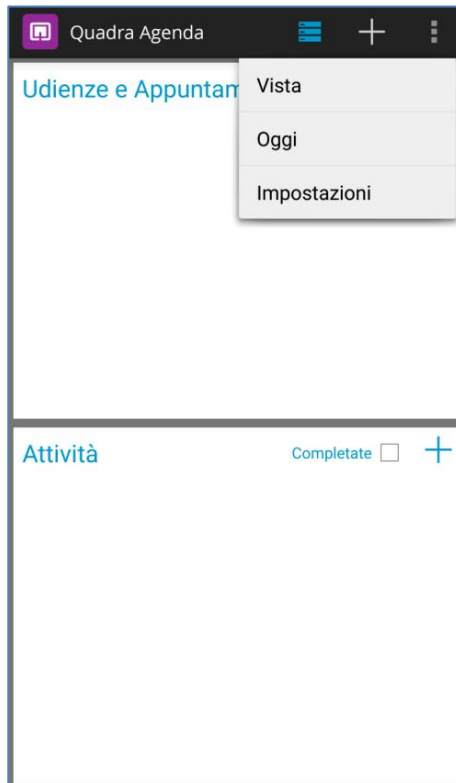 Quadra Agenda
Udienze e Appuntam
Vista
Oggi
Impostazioni
Attività
Completate